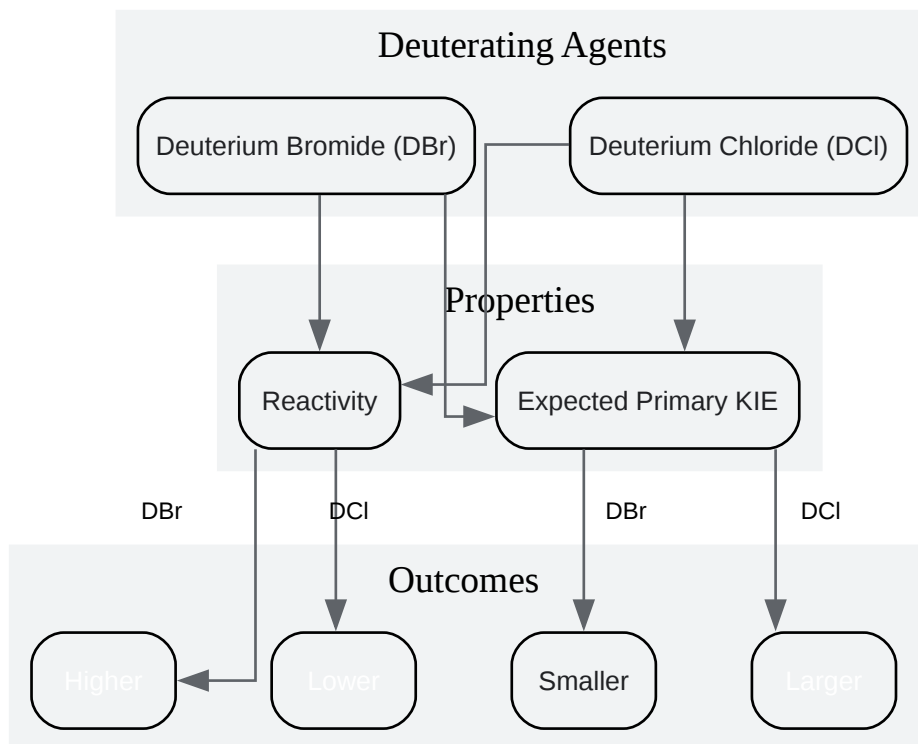 Deuterating Agents
Deuterium Bromide (DBr)
Deuterium Chloride (DCl)
Properties
Reactivity
Expected Primary KIE
DBr
DCl
DBr
DCl
Outcomes
Higher
Lower
Smaller
Larger